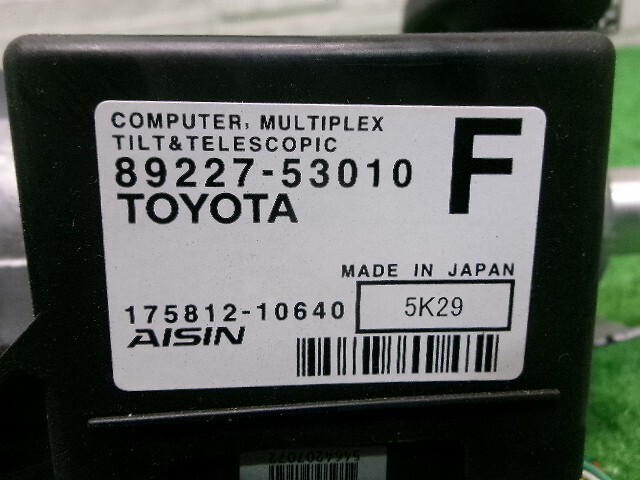 COMPUTER, MULTIPLEX
TILT&TELESCOPIC
89227-53010
F
TOYOTA
MADE IN JAPAN
175812-10640
5K29
AISIN